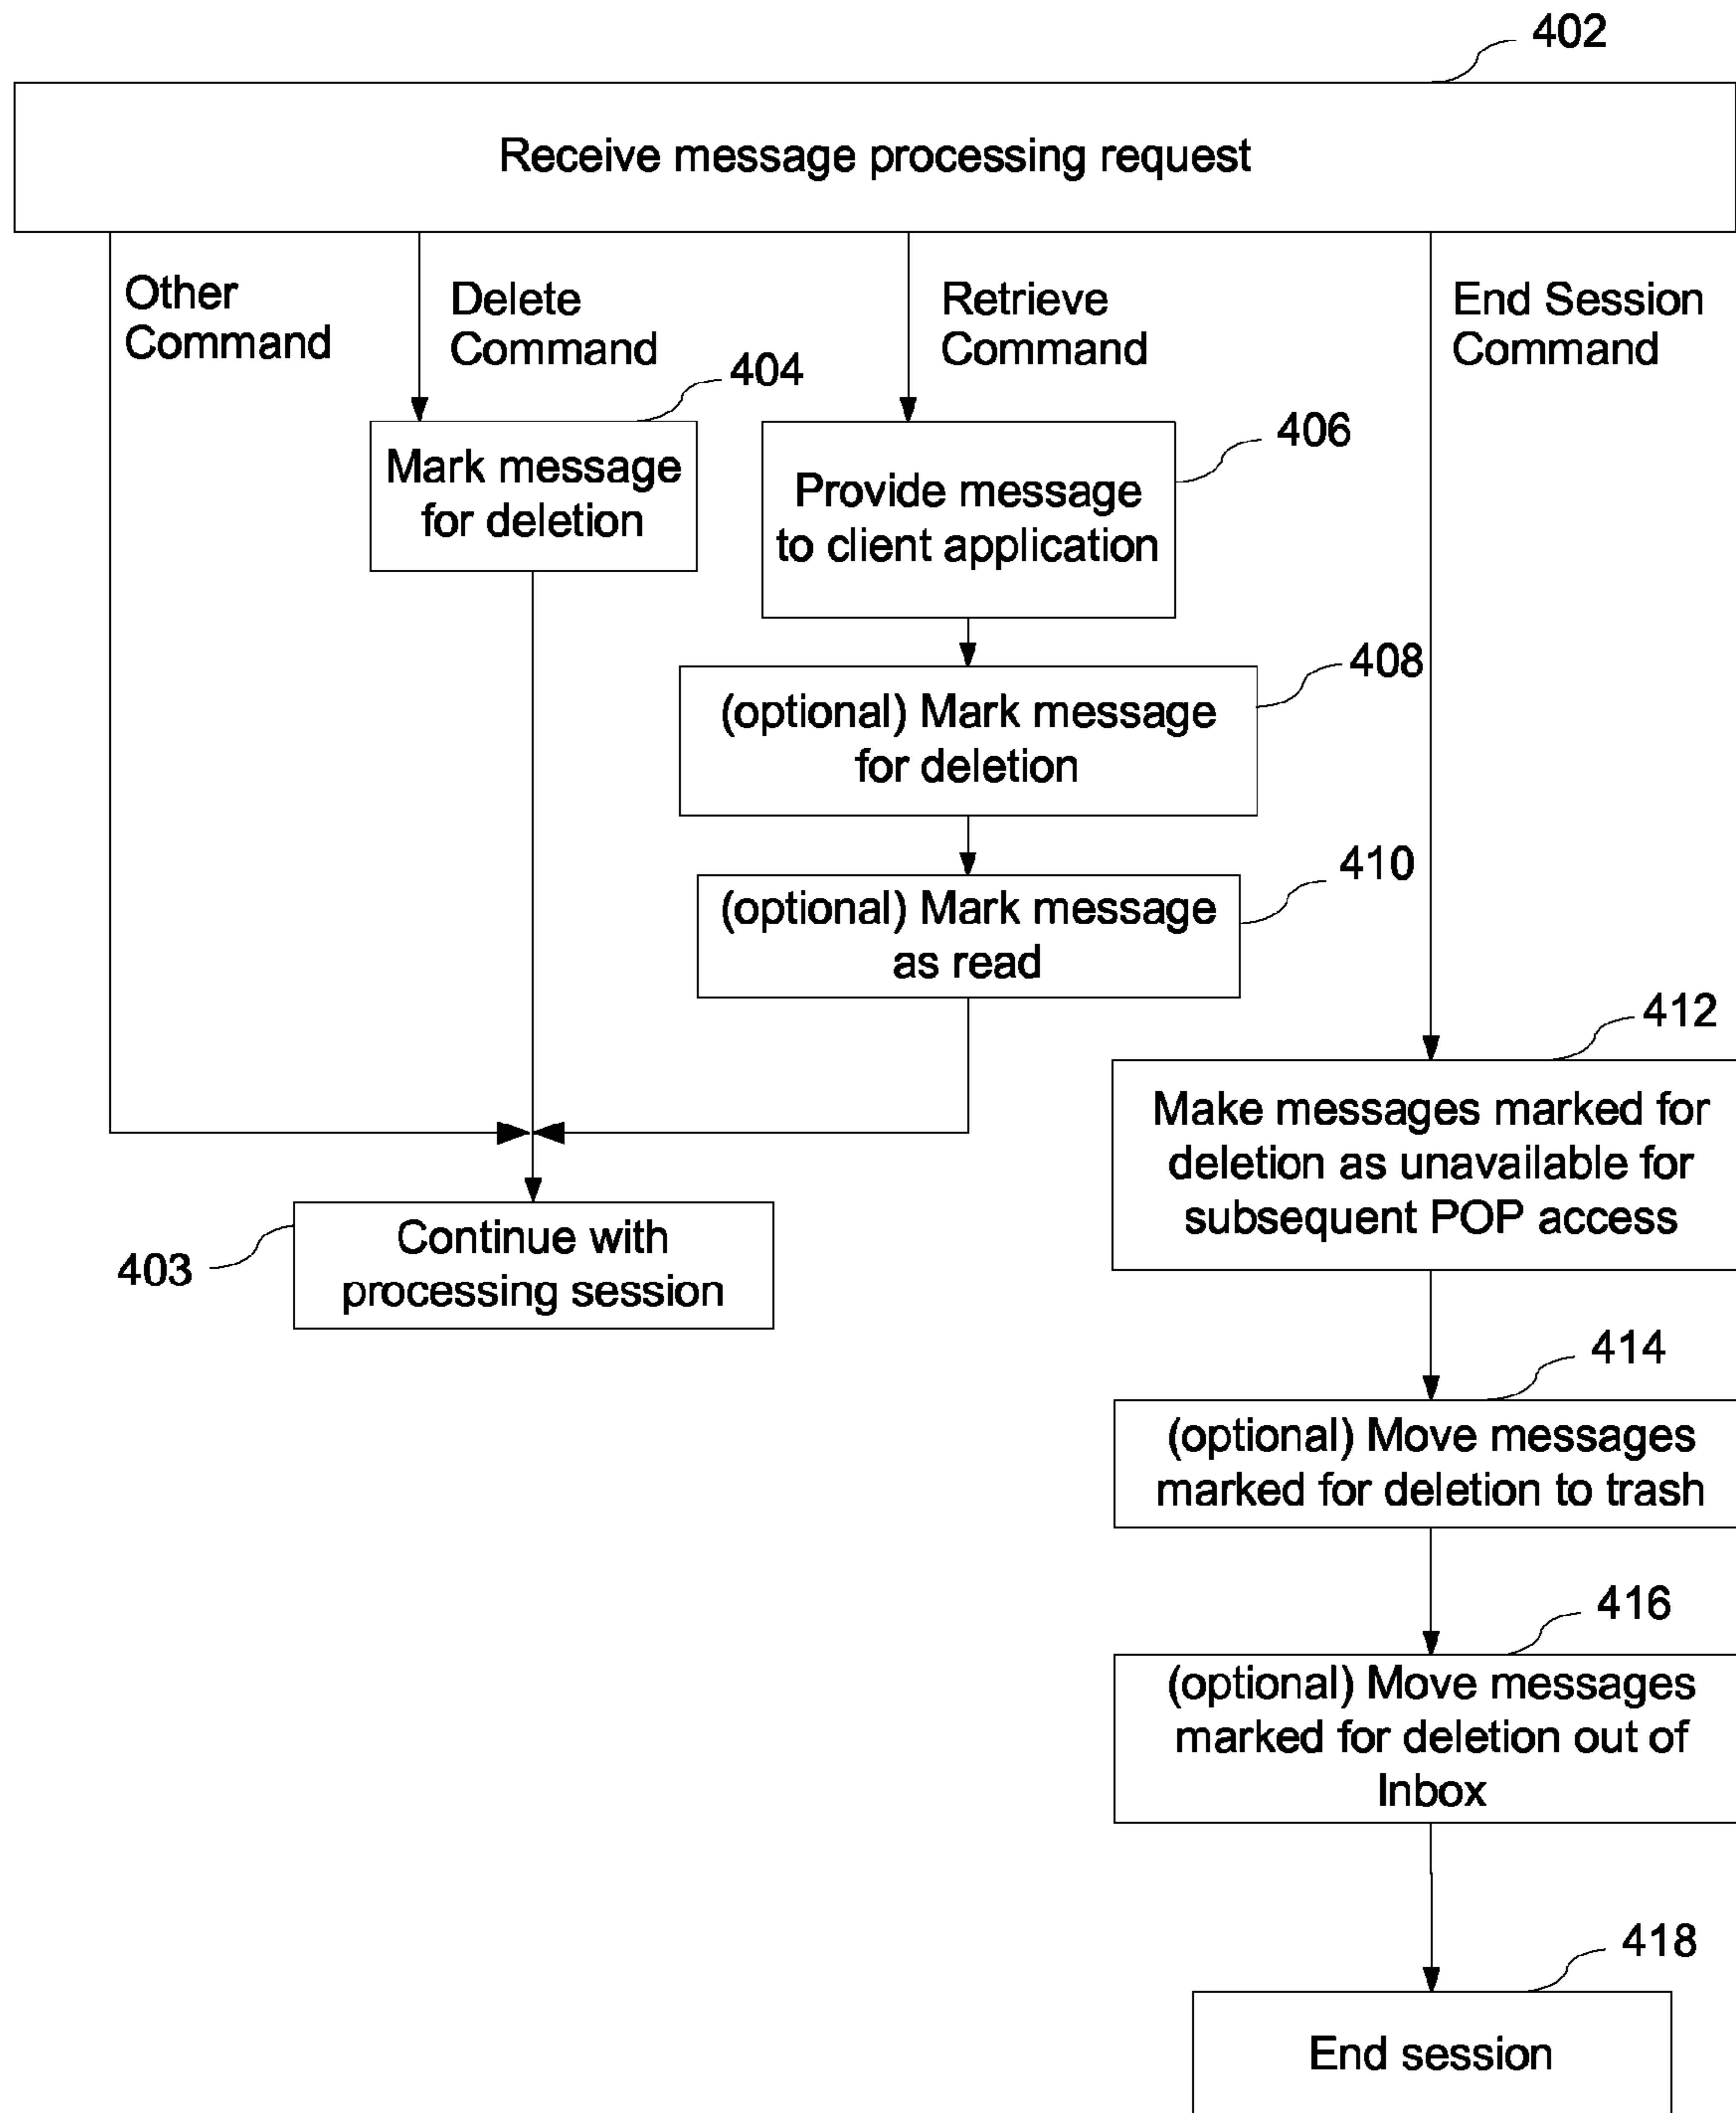 402
Receive message processing request
Other
Command
Delete
Command
Retrieve
Command
End Session
Command
404
Mark message
for deletion
406
Provide message
to client application
408
(optional) Mark message
for deletion
410
(optional) Mark message
as read
412
Make messages marked for
deletion as unavailable for
subsequent POP access
403
Continue with
processing session
414
(optional) Move messages
marked for deletion to trash
416
(optional) Move messages
marked for deletion out of
Inbox
418
End session